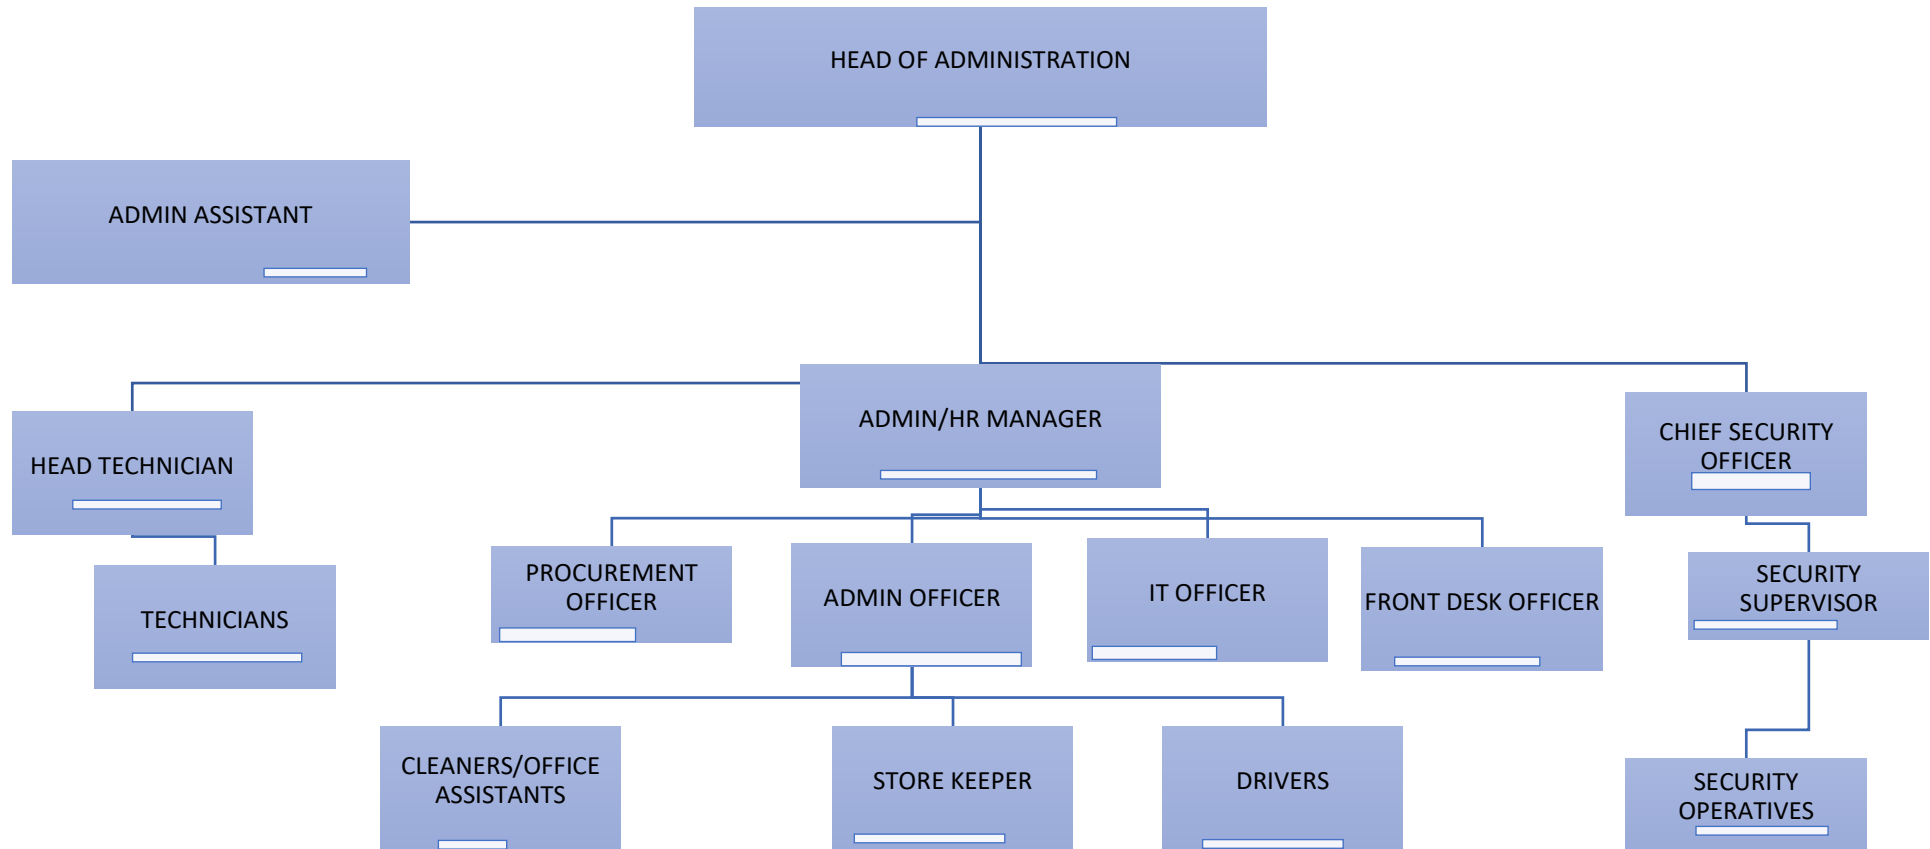 HEAD OF ADMINISTRATION
ADMIN ASSISTANT
ADMIN/HR MANAGER
HEAD TECHNICIAN
CHIEF SECURITY
OFFICER
TECHNICIANS
PROCUREMENT
OFFICER
ADMIN OFFICER
IT OFFICER
FRONT DESK OFFICER
SECURITY
SUPERVISOR
CLEANERS/OFFICE
ASSISTANTS
STORE KEEPER
DRIVERS
SECURITY
OPERATIVES